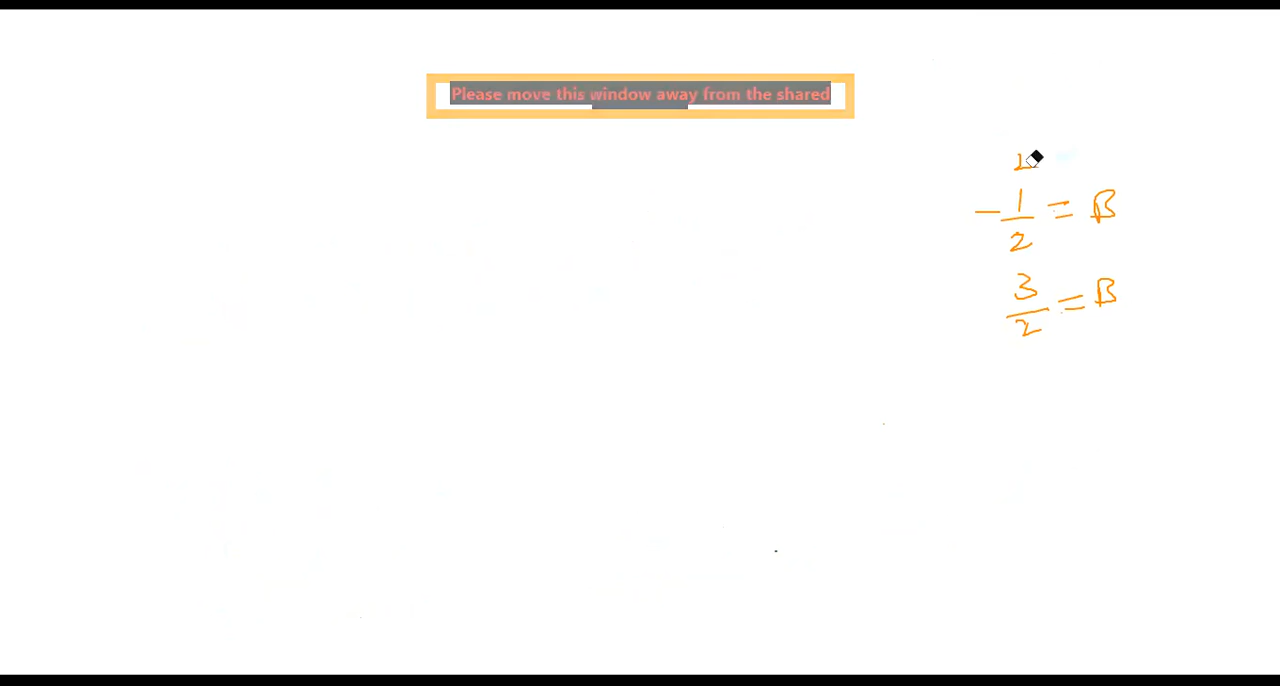 Please move this window away from the shared
-1/2 = B
3/2 = B